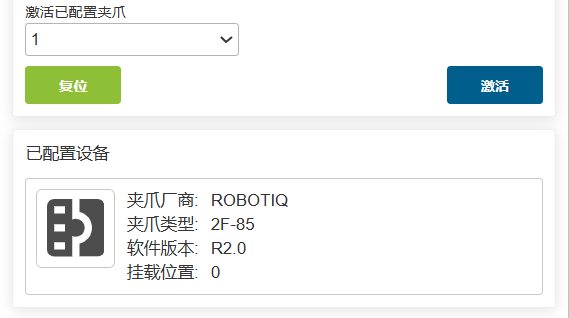 激活已配置夹爪
1
复位
激活
已配置设备
夹爪厂商: ROBOTIQ
夹爪类型: 2F-85
软件版本: R2.0
挂载位置: 0